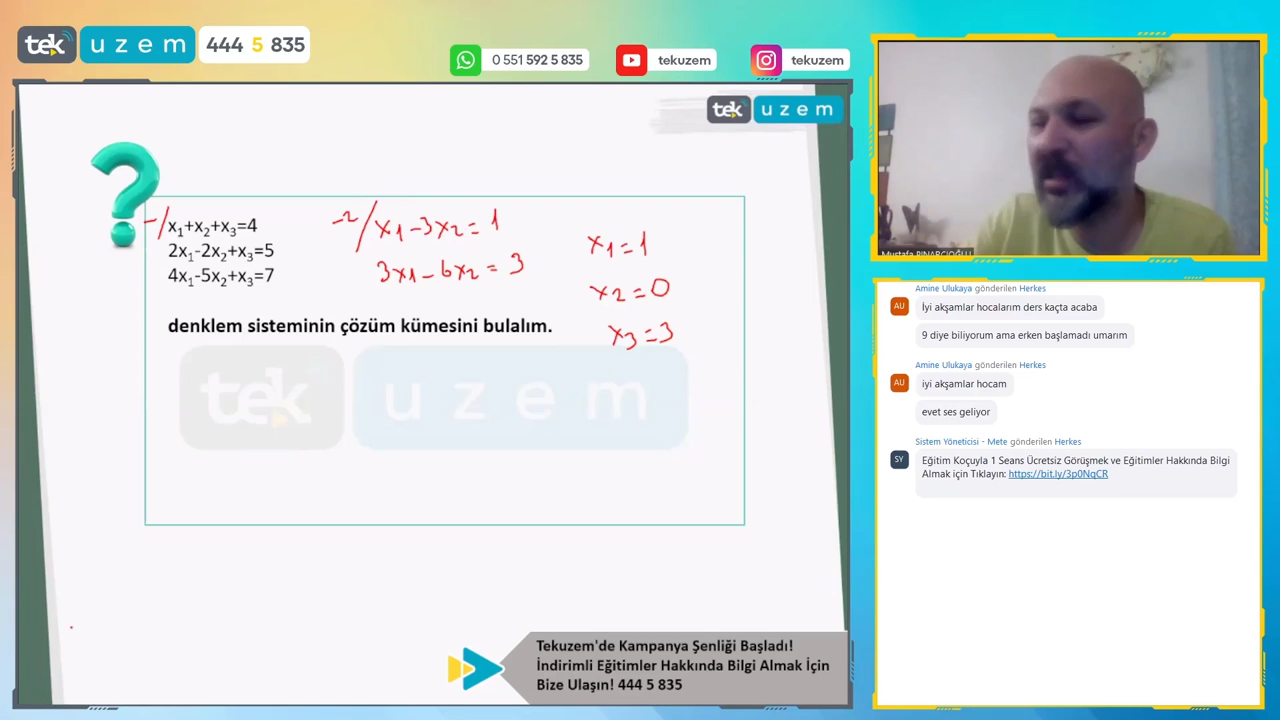 tek uzem 444 5 835
0 551 592 5 835
tekuzem
tekuzem
tek uzem
-/x₁+x₂+x₃=4
2x₁-2x₂+x₃=5
4x₁-5x₂+x₃=7
-2/x₁-3x₂=1
3x₁-6x₂=3
x₁=1
x₂=0
x₃=3
denklem sisteminin çözüm kümesini bulalım.
tek uzem
Tekuzem'de Kampanya Şenliği Başladı!
İndirimli Eğitimler Hakkında Bilgi Almak İçin
Bize Ulaşın! 444 5 835
Mustafa PINARCIOĞLU
Amine Ulukaya gönderilen Herkes
AU
İyi akşamlar hocalarım ders kaçta acaba
9 diye biliyorum ama erken başlamadı umarım
Amine Ulukaya gönderilen Herkes
AU
iyi akşamlar hocam
evet ses geliyor
Sistem Yöneticisi - Mete gönderilen Herkes
SY
Eğitim Koçuyla 1 Seans Ücretsiz Görüşmek ve Eğitimler Hakkında Bilgi
Almak için Tıklayın: https://bit.ly/3p0NqCR